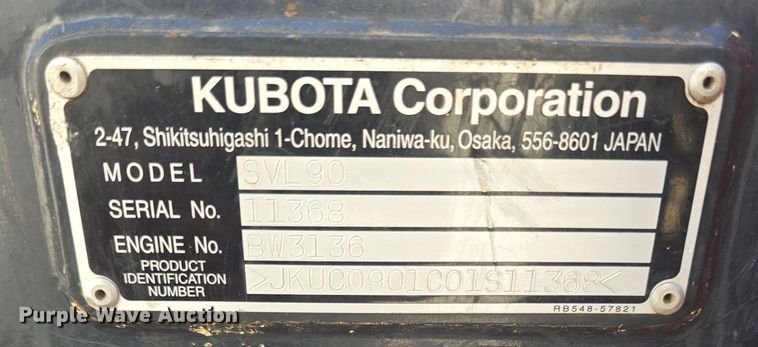 KUBOTA Corporation
2-47, Shikitsuhigashi 1-Chome, Naniwa-ku, Osaka, 556-8601 JAPAN
MODEL SVL90
SERIAL No. 11368
ENGINE No. BW3136
PRODUCT
IDENTIFICATION
NUMBER >JKUC0901C01S11368<
RB548-57821
Purple Wave Auction